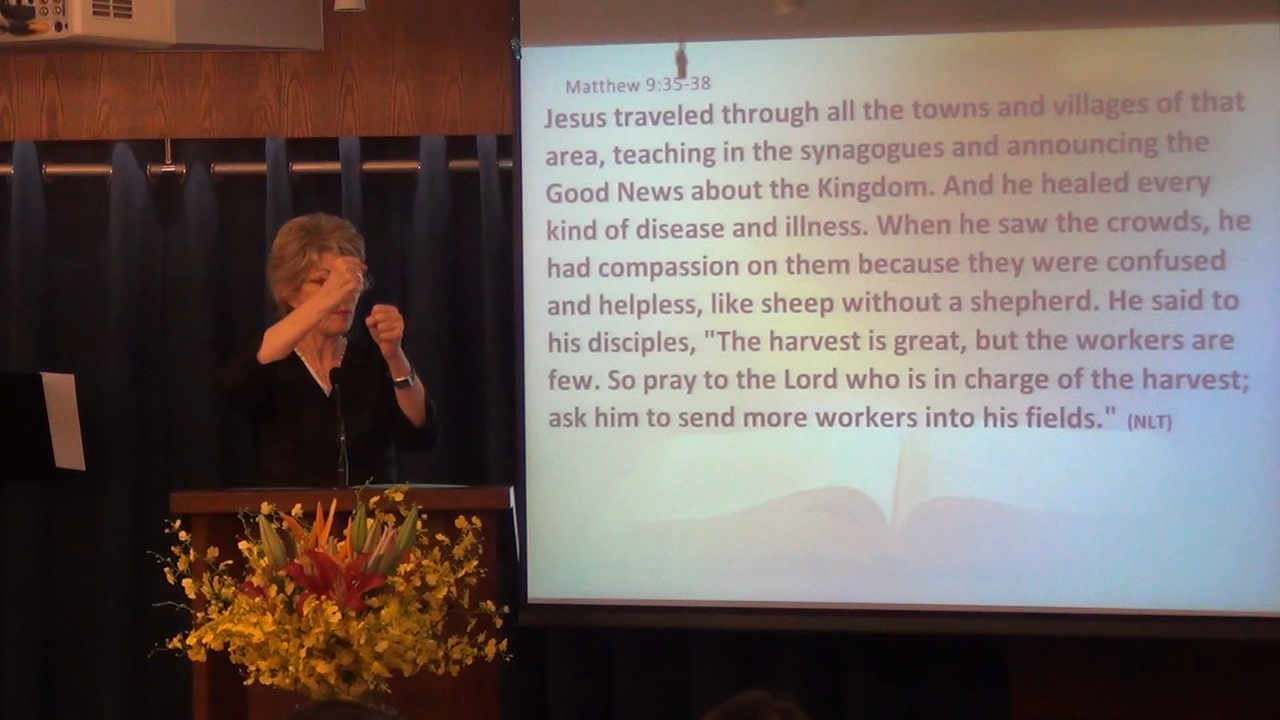 Matthew 9:35-38
Jesus traveled through all the towns and villages of that
area, teaching in the synagogues and announcing the
Good News about the Kingdom. And he healed every
kind of disease and illness. When he saw the crowds, he
had compassion on them because they were confused
and helpless, like sheep without a shepherd. He said to
his disciples, "The harvest is great, but the workers are
few. So pray to the Lord who is in charge of the harvest;
ask him to send more workers into his fields." (NLT)